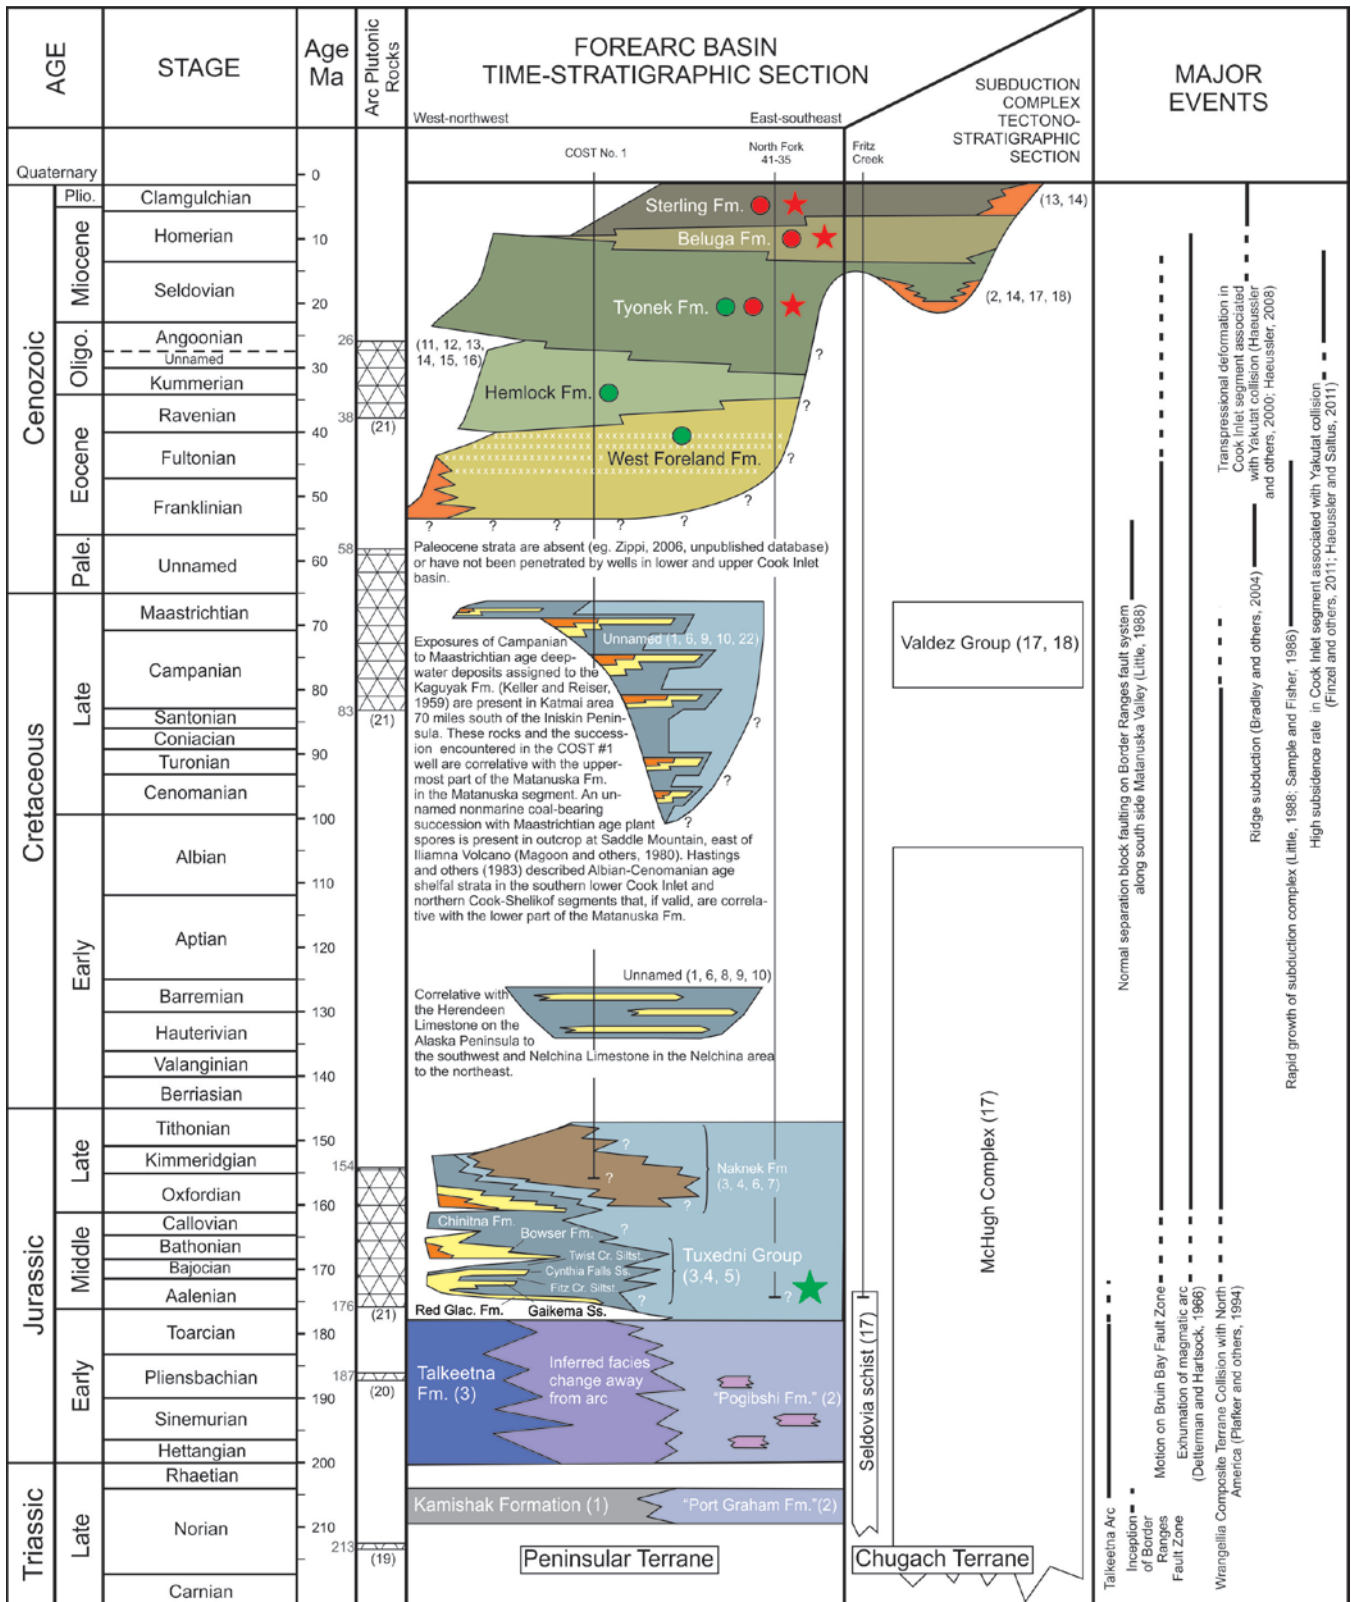 AGE
STAGE
Age
Ma
Arc Plutonic
Rocks
FOREARC BASIN
TIME-STRATIGRAPHIC SECTION
West-northwest
East-southeast
SUBDUCTION
COMPLEX
TECTONO-
STRATIGRAPHIC
SECTION
MAJOR
EVENTS
COST No. 1
North Fork
41-35
Fritz
Creek
Quaternary
Cenozoic
Plio.
Miocene
Oligo.
Eocene
Pale.
Clamgulchian
Homerian
Seldovian
Angoonian
Unnamed
Kummerian
Ravenian
Fultonian
Franklinian
Unnamed
Cretaceous
Late
Early
Maastrichtian
Campanian
Santonian
Coniacian
Turonian
Cenomanian
Albian
Aptian
Barremian
Hauterivian
Valanginian
Berriasian
Jurassic
Late
Middle
Early
Tithonian
Kimmeridgian
Oxfordian
Callovian
Bathonian
Bajocian
Aalenian
Toarcian
Pliensbachian
Sinemurian
Hettangian
Triassic
Late
Rhaetian
Norian
Carnian
0
10
20
30
40
50
60
70
80
90
100
110
120
130
140
150
160
170
180
190
200
210
26
38
(21)
58
83
(21)
154
176
(21)
187
(20)
213
(19)
Sterling Fm.
(13, 14)
Beluga Fm.
Tyonek Fm.
(2, 14, 17, 18)
(11, 12, 13,
14, 15, 16)
?
Hemlock Fm.
?
West Foreland Fm.
?
?
?
? ? ? ? ?
Paleocene strata are absent (eg. Zippi, 2006, unpublished database)
or have not been penetrated by wells in lower and upper Cook Inlet
basin.
Unnamed (1, 6, 9, 10, 22)
Exposures of Campanian
to Maastrichtian age deep-
water deposits assigned to the
Kaguyak Fm. (Keller and Reiser,
1959) are present in Katmai area
70 miles south of the Iniskin Penin-
sula. These rocks and the success-
ion encountered in the COST #1
well are correlative with the upper-
most part of the Matanuska Fm.
in the Matanuska segment. An un-
named nonmarine coal-bearing
succession with Maastrichtian age plant
spores is present in outcrop at Saddle Mountain, east of
Iliamna Volcano (Magoon and others, 1980). Hastings
and others (1983) described Albian-Cenomanian age
shelfal strata in the southern lower Cook Inlet and
northern Cook-Shelikof segments that, if valid, are correla-
tive with the lower part of the Matanuska Fm.
?
?
?
?
Valdez Group (17, 18)
Unnamed (1, 6, 8, 9, 10)
Correlative with
the Herendeen
Limestone on the
Alaska Peninsula to
the southwest and Nelchina Limestone in the Nelchina area
to the northeast.
?
?
?
?
Naknek Fm
(3, 4, 6, 7)
Chinitna Fm.
Bowser Fm.
Twist Cr. Siltst.
Cynthia Falls Ss.
Fitz Cr. Siltst.
Red Glac. Fm.
Gaikema Ss.
Tuxedni Group
(3,4, 5)
?
?
Talkeetna
Fm. (3)
Inferred facies
change away
from arc
"Pogibshi Fm." (2)
Kamishak Formation (1)
"Port Graham Fm."(2)
Peninsular Terrane
Chugach Terrane
Seldovia schist (17)
McHugh Complex (17)
Talkeetna Arc
Inception
of Border
Ranges
Fault Zone
Normal separation block faulting on Border Ranges fault system
along south side Matanuska Valley (Little, 1988)
Motion on Bruin Bay Fault Zone
Exhumation of magmatic arc
(Detterman and Hartsock, 1966)
Wrangellia Composite Terrane Collision with North
America (Plafker and others, 1994)
Transpressional deformation in
Cook Inlet segment associated
with Yakutat collision (Haeussler
and others, 2000; Haeussler, 2008)
Ridge subduction (Bradley and others, 2004)
Rapid growth of subduction complex (Little, 1988; Sample and Fisher, 1986)
High subsidence rate in Cook Inlet segment associated with Yakutat collision
(Finzel and others, 2011; Haeussler and Saltus, 2011)